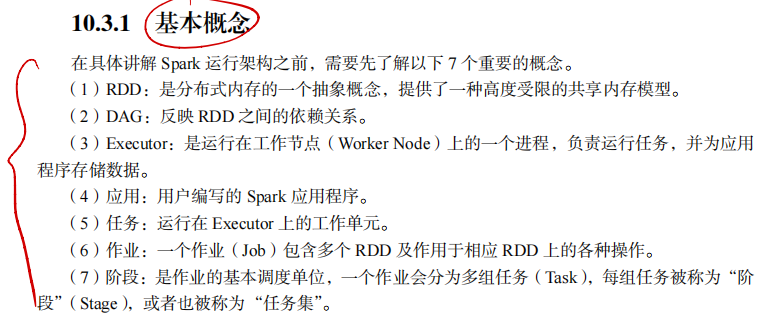 10.3.1 基本概念
在具体讲解 Spark 运行架构之前，需要先了解以下 7 个重要的概念。
（1）RDD：是分布式内存的一个抽象概念，提供了一种高度受限的共享内存模型。
（2）DAG：反映 RDD 之间的依赖关系。
（3）Executor：是运行在工作节点（Worker Node）上的一个进程，负责运行任务，并为应用
程序存储数据。
（4）应用：用户编写的 Spark 应用程序。
（5）任务：运行在 Executor 上的工作单元。
（6）作业：一个作业（Job）包含多个 RDD 及作用于相应 RDD 上的各种操作。
（7）阶段：是作业的基本调度单位，一个作业会分为多组任务（Task），每组任务被称为“阶
段”（Stage），或者也被称为“任务集”。